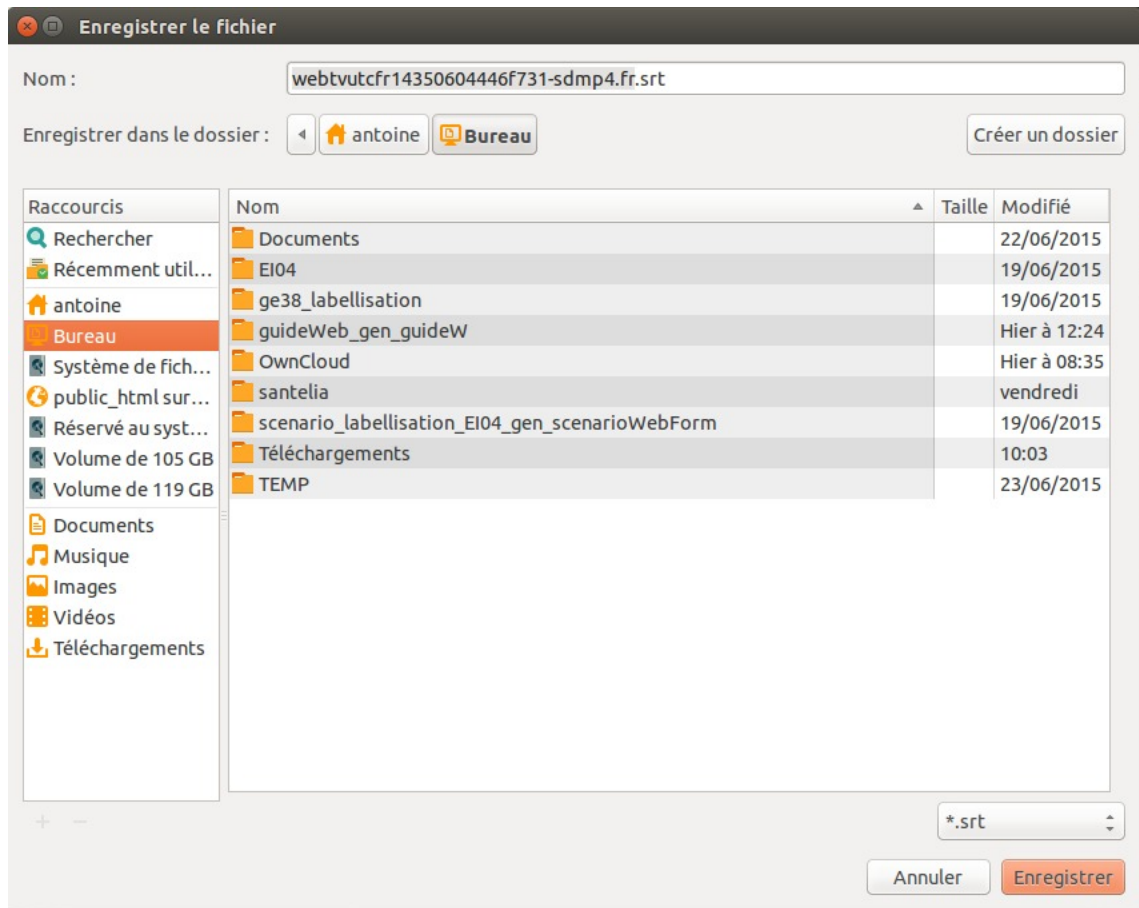 Enregistrer le fichier
Nom : webtvutcfr14350604446f731-sdmp4.fr.srt
Enregistrer dans le dossier : antoine Bureau Créer un dossier
Raccourcis
Rechercher
Récemment util...
antoine
Bureau
Système de fich...
public_html sur...
Réservé au syst...
Volume de 105 GB
Volume de 119 GB
Documents
Musique
Images
Vidéos
Téléchargements
Nom Taille Modifié
Documents 22/06/2015
EI04 19/06/2015
ge38_labellisation 19/06/2015
guideWeb_gen_guideW Hier à 12:24
OwnCloud Hier à 08:35
santelia vendredi
scenario_labellisation_EI04_gen_scenarioWebForm 19/06/2015
Téléchargements 10:03
TEMP 23/06/2015
*.srt
Annuler Enregistrer